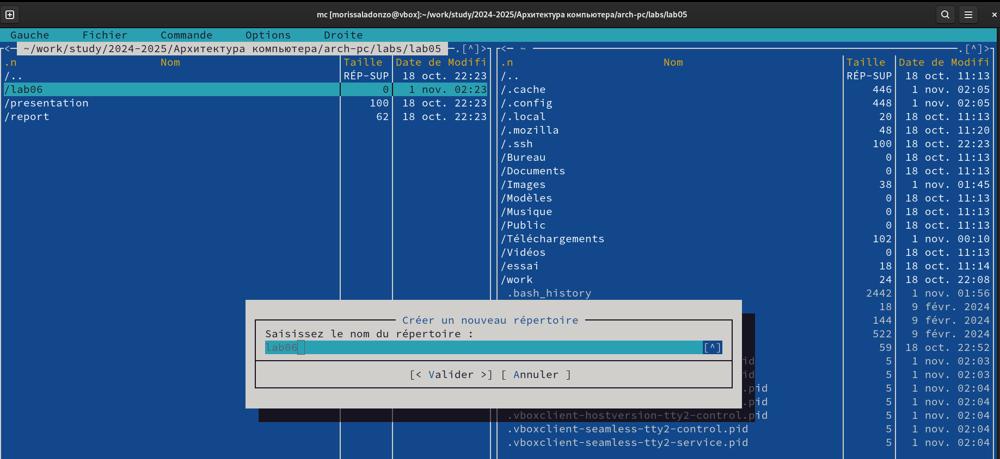 mc [morissaladonzo@vbox]:~/work/study/2024-2025/Архитектура компьютера/arch-pc/labs/lab05
Gauche Fichier Commande Options Droite
<─ ~/work/study/2024-2025/Архитектура компьютера/arch-pc/labs/lab05 ─.[^]>
.n Nom Taille Date de Modifi
/.. RÉP-SUP 18 oct. 22:23
/lab06 0 1 nov. 02:23
/presentation 100 18 oct. 22:23
/report 62 18 oct. 22:23
<─ ~ ─.[^]>
.n Nom Taille Date de Modifi
/.. RÉP-SUP 18 oct. 11:13
/.cache 446 1 nov. 02:05
/.config 448 1 nov. 02:05
/.local 20 18 oct. 11:13
/.mozilla 48 18 oct. 11:20
/.ssh 100 18 oct. 22:23
/Bureau 0 18 oct. 11:13
/Documents 0 18 oct. 11:13
/Images 38 1 nov. 01:45
/Modèles 0 18 oct. 11:13
/Musique 0 18 oct. 11:13
/Public 0 18 oct. 11:13
/Téléchargements 102 1 nov. 00:10
/Vidéos 0 18 oct. 11:13
/essai 18 18 oct. 11:14
/work 24 18 oct. 22:08
.bash_history 2442 1 nov. 01:56
18 9 févr. 2024
144 9 févr. 2024
522 9 févr. 2024
59 18 oct. 22:52
id 5 1 nov. 02:03
id 5 1 nov. 02:03
.pid 5 1 nov. 02:04
.pid 5 1 nov. 02:04
.vboxclient-hostversion-tty2-control.pid 5 1 nov. 02:04
.vboxclient-seamless-tty2-control.pid 5 1 nov. 02:04
.vboxclient-seamless-tty2-service.pid 5 1 nov. 02:04
Créer un nouveau répertoire
Saisissez le nom du répertoire :
lab06 [^]
[< Valider >] [ Annuler ]